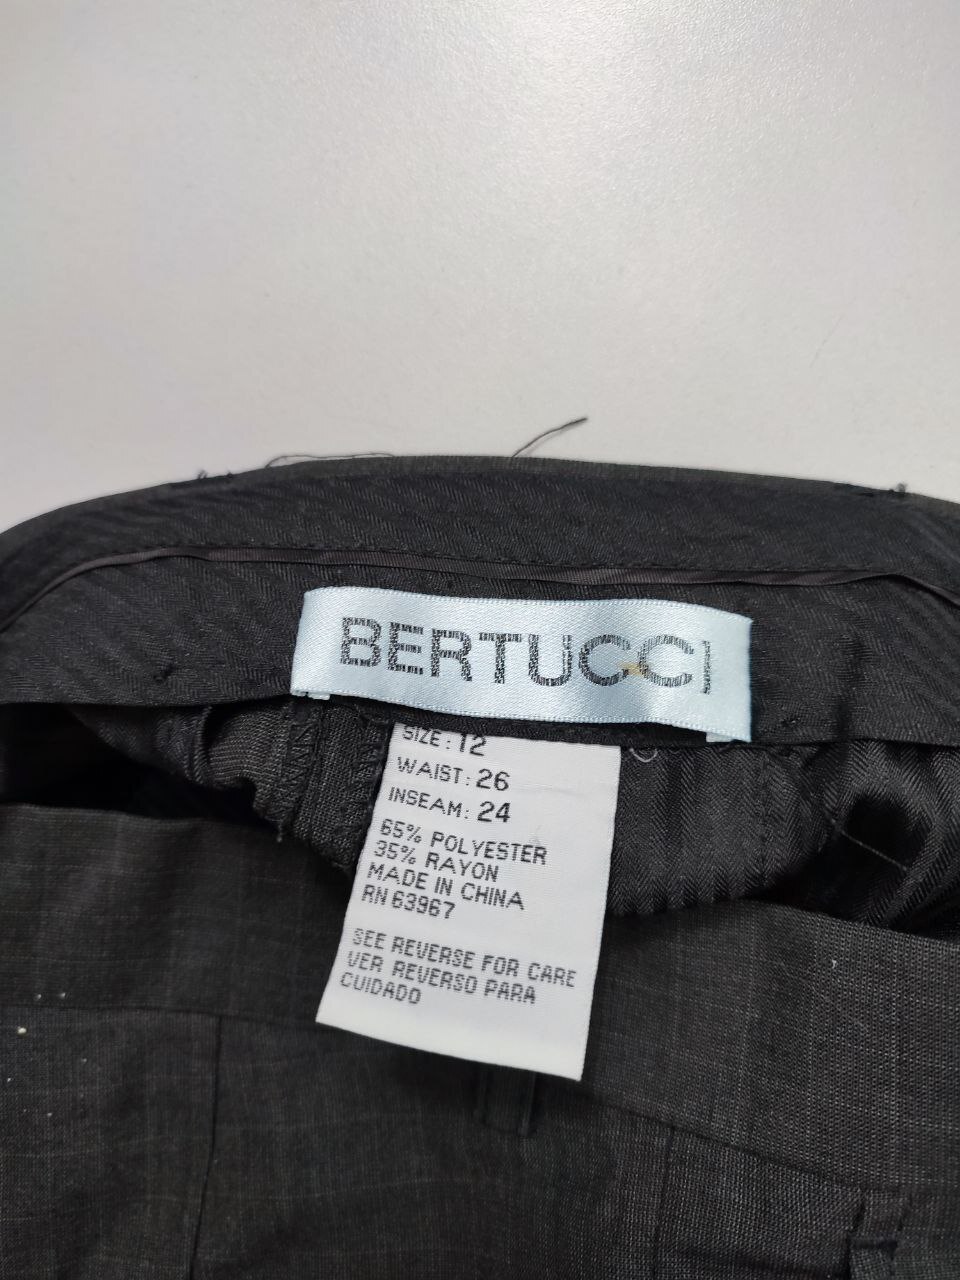 BERTUCCI
SIZE: 12
WAIST: 26
INSEAM: 24
65% POLYESTER
35% RAYON
MADE IN CHINA
RN 63967
SEE REVERSE FOR CARE
VER REVERSO PARA
CUIDADO